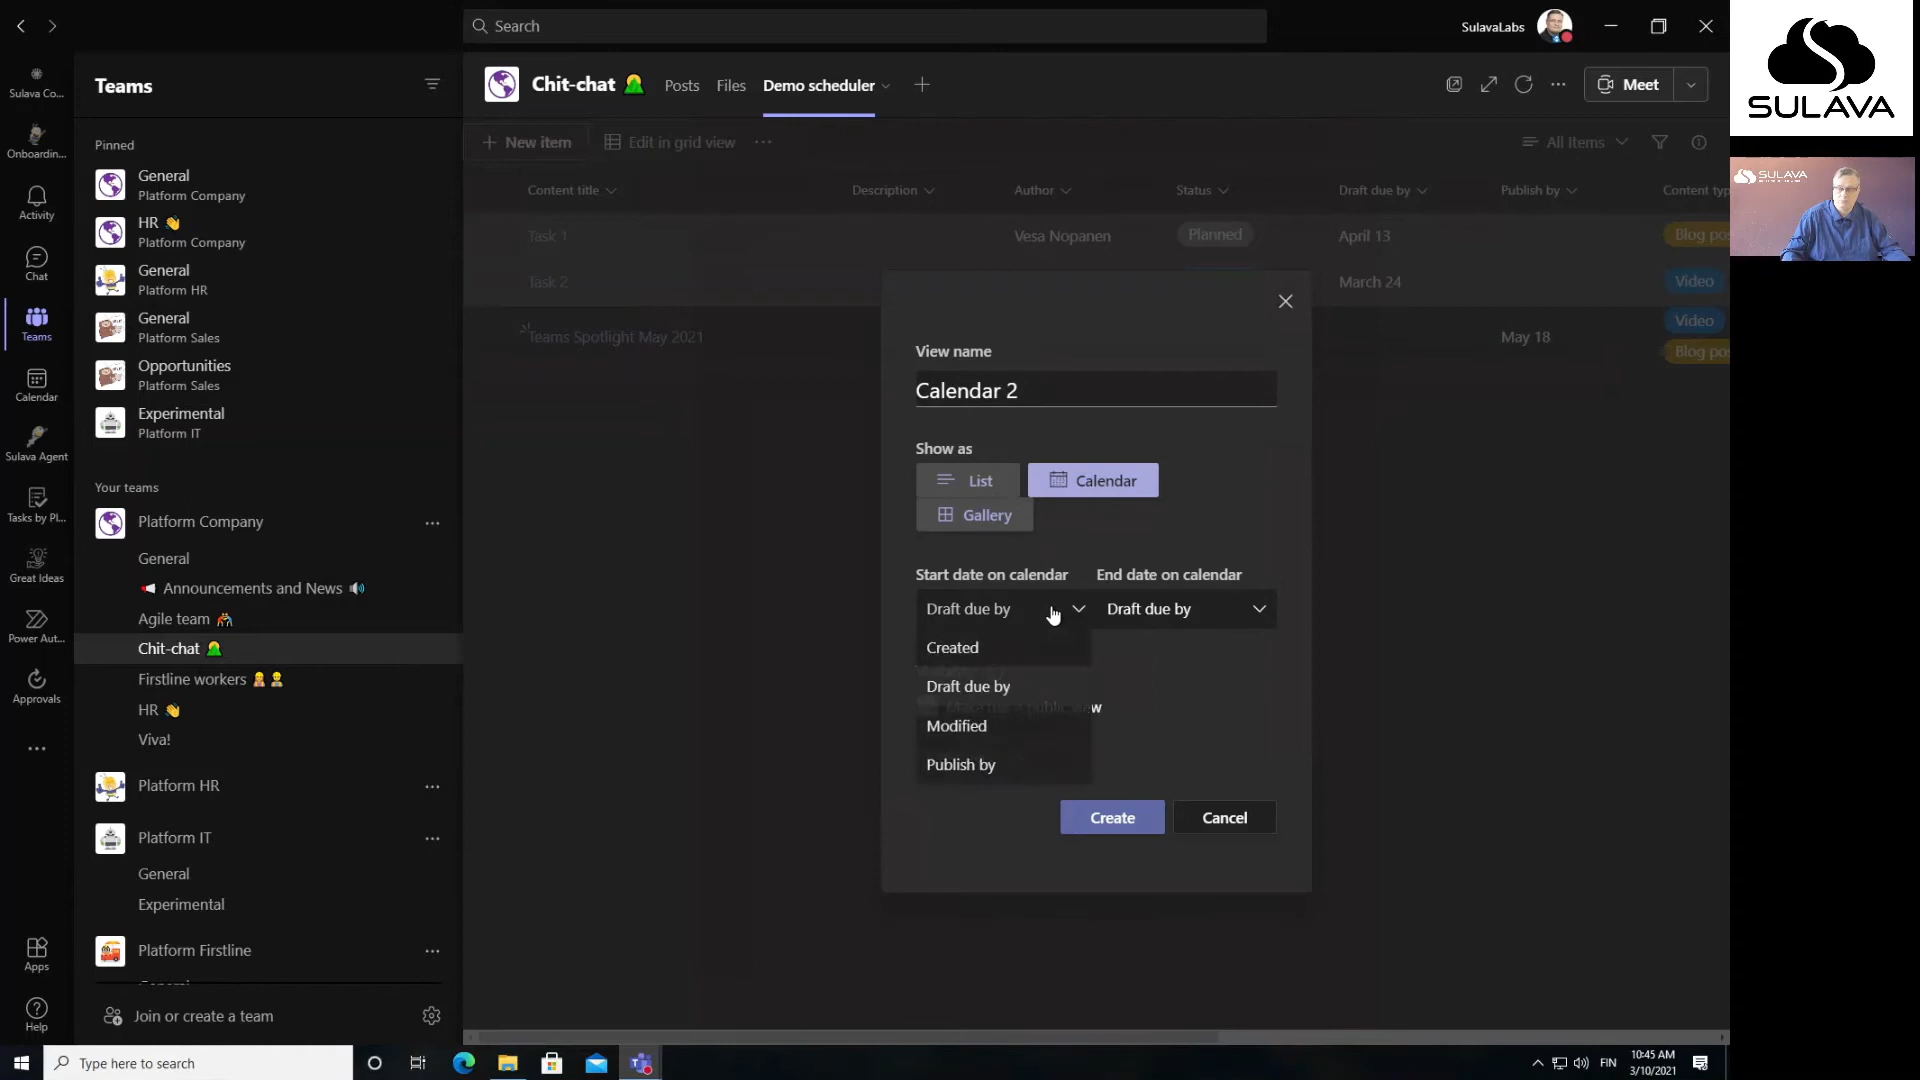 Search
SulavaLabs
SULAVA
SULAVA
Sulava Co...
Onboardin...
Activity
Chat
Teams
Calendar
Sulava Agent
Tasks by Pl...
Great Ideas
Power Aut...
Approvals
Apps
Help
Teams
Pinned
General
Platform Company
HR
Platform Company
General
Platform HR
General
Platform Sales
Opportunities
Platform Sales
Experimental
Platform IT
Your teams
Platform Company
General
Announcements and News
Agile team
Chit-chat
Firstline workers
HR
Viva!
Platform HR
Platform IT
General
Experimental
Platform Firstline
Join or create a team
Chit-chat
Posts
Files
Demo scheduler
Meet
New item
Edit in grid view
All Items
Content title
Description
Author
Status
Draft due by
Publish by
Content typ
Task 1
Vesa Nopanen
Planned
April 13
Blog pos
Task 2
March 24
Video
Teams Spotlight May 2021
May 18
Video
Blog pos
View name
Calendar 2
Show as
List
Calendar
Gallery
Start date on calendar
End date on calendar
Draft due by
Draft due by
Created
Draft due by
Modified
Publish by
Create
Cancel
Type here to search
FIN
10:45 AM
3/10/2021